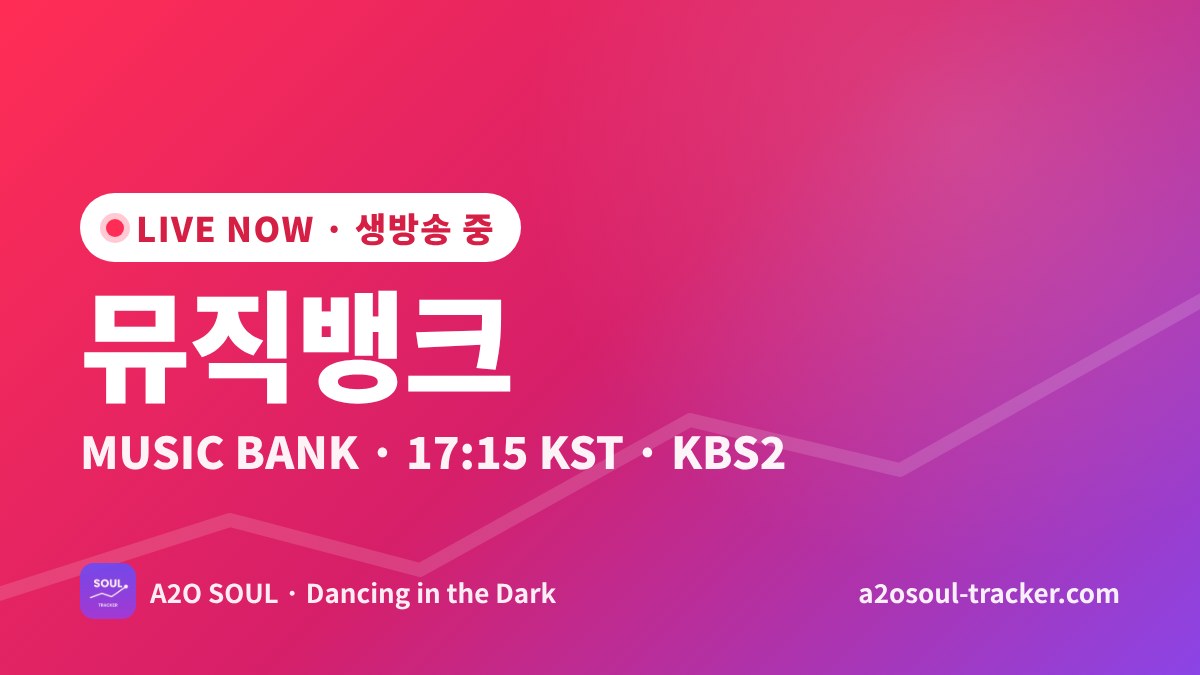 LIVE NOW · 생방송 중
뮤직뱅크
MUSIC BANK · 17:15 KST · KBS2
SOUL
TRACKER
A2O SOUL · Dancing in the Dark
a2osoul-tracker.com